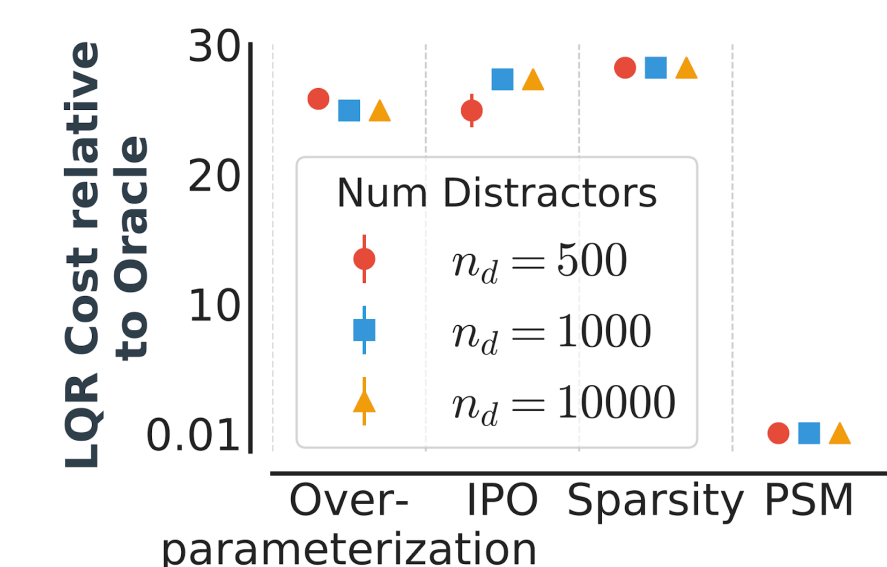 LQR Cost relative
to Oracle
30
20
10
0.01
Num Distractors
n_d = 500
n_d = 1000
n_d = 10000
Over-
parameterization
IPO
Sparsity
PSM